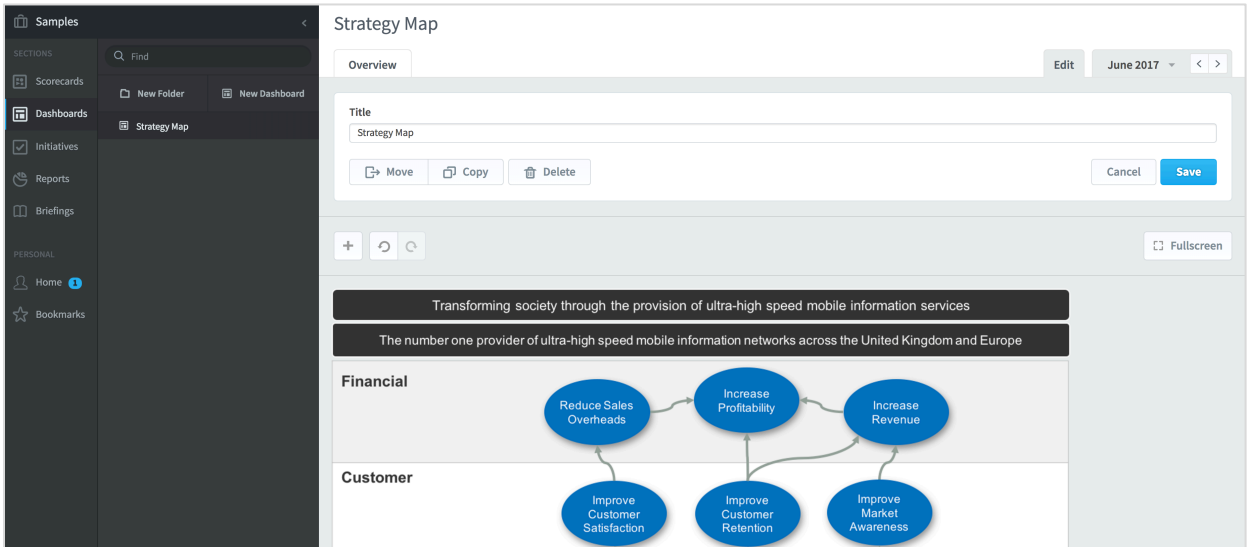 Samples
SECTIONS
Scorecards
Dashboards
Initiatives
Reports
Briefings
PERSONAL
Home 1
Bookmarks
Find
New Folder
New Dashboard
Strategy Map
Strategy Map
Overview
Edit
June 2017
Title
Strategy Map
Move
Copy
Delete
Cancel
Save
Fullscreen
Transforming society through the provision of ultra-high speed mobile information services
The number one provider of ultra-high speed mobile information networks across the United Kingdom and Europe
Financial
Reduce Sales
Overheads
Increase
Profitability
Increase
Revenue
Customer
Improve
Customer
Satisfaction
Improve
Customer
Retention
Improve
Market
Awareness